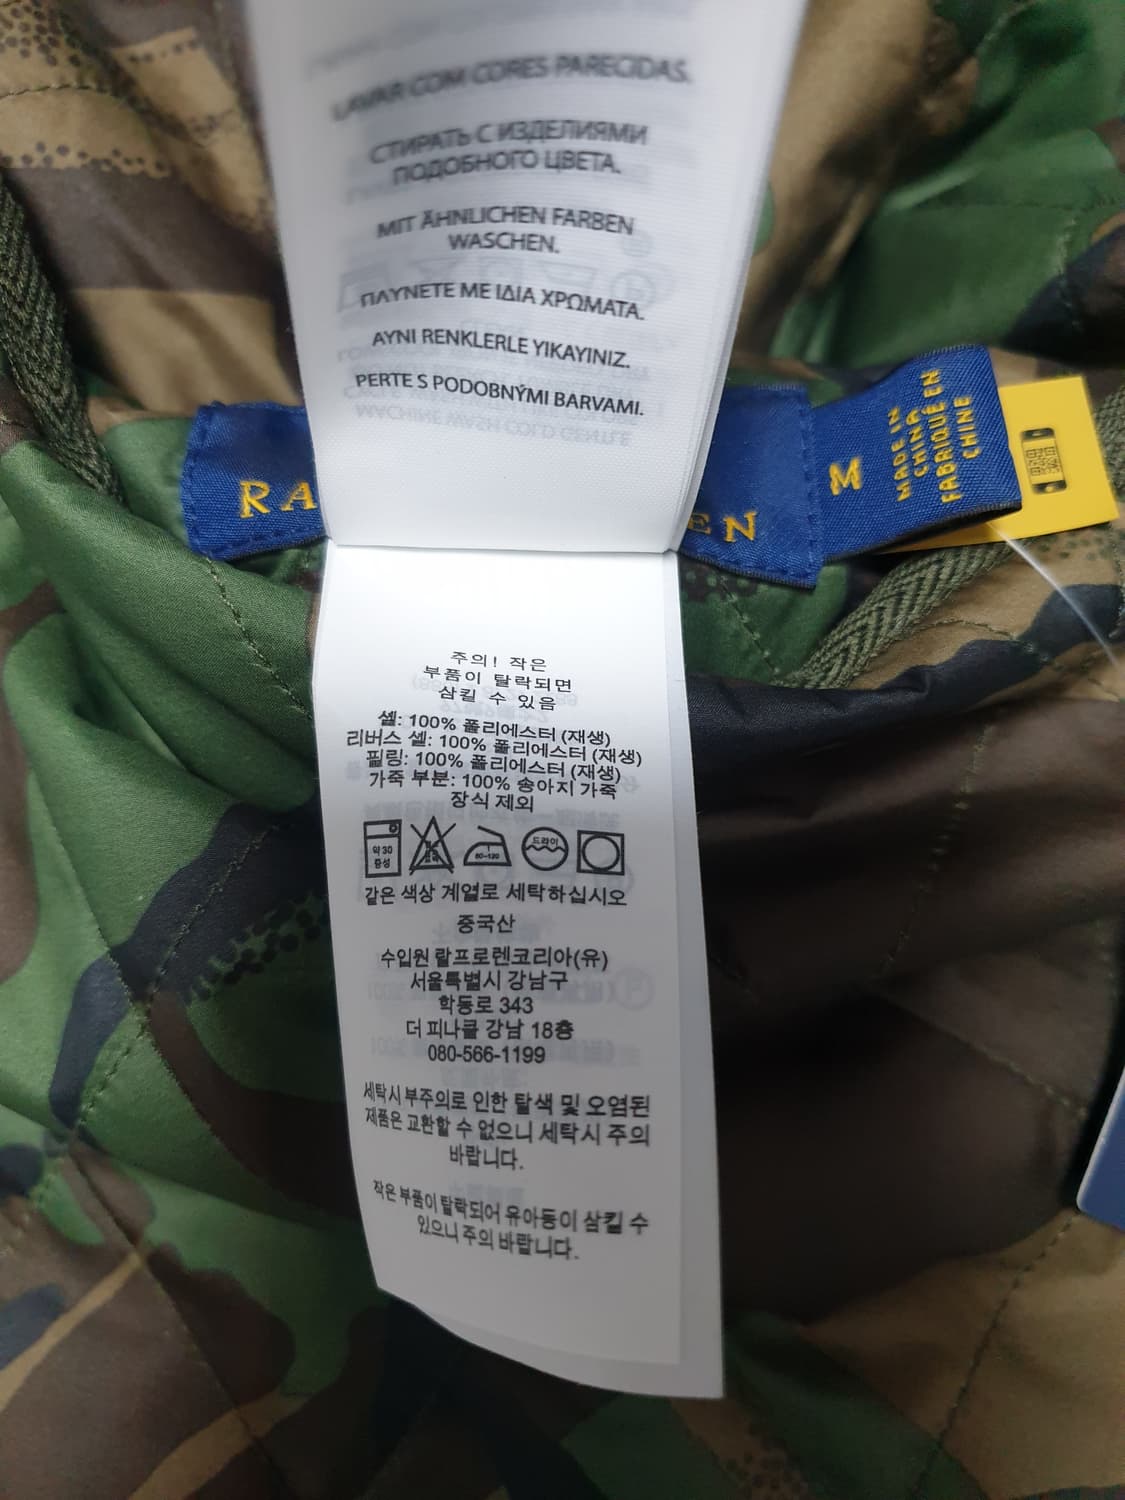 LAVAR COM CORES PARECIDAS.
СТИРАТЬ С ИЗДЕЛИЯМИ
ПОДОБНОГО ЦВЕТА.
MIT ÄHNLICHEN FARBEN
WASCHEN.
ΠΛΥΝΕΤΕ ΜΕ ΙΔΙΑ ΧΡΩΜΑΤΑ.
AYNI RENKLERLE YIKAYINIZ.
PERTE S PODOBNÝMI BARVAMI.
RA
EN
M
MADE IN
CHINA
FABRIQUÉ EN
CHINE
주의! 작은
부품이 탈락되면
삼킬 수 있음
셸: 100% 폴리에스터 (재생)
리버스 셸: 100% 폴리에스터 (재생)
필링: 100% 폴리에스터 (재생)
가죽 부분: 100% 송아지 가죽
장식 제외
약30
중성
80~120
드라이
같은 색상 계열로 세탁하십시오
중국산
수입원 랄프로렌코리아(유)
서울특별시 강남구
학동로 343
더 피나클 강남 18층
080-566-1199
세탁시 부주의로 인한 탈색 및 오염된
제품은 교환할 수 없으니 세탁시 주의
바랍니다.
작은 부품이 탈락되어 유아등이 삼킬 수
있으니 주의 바랍니다.